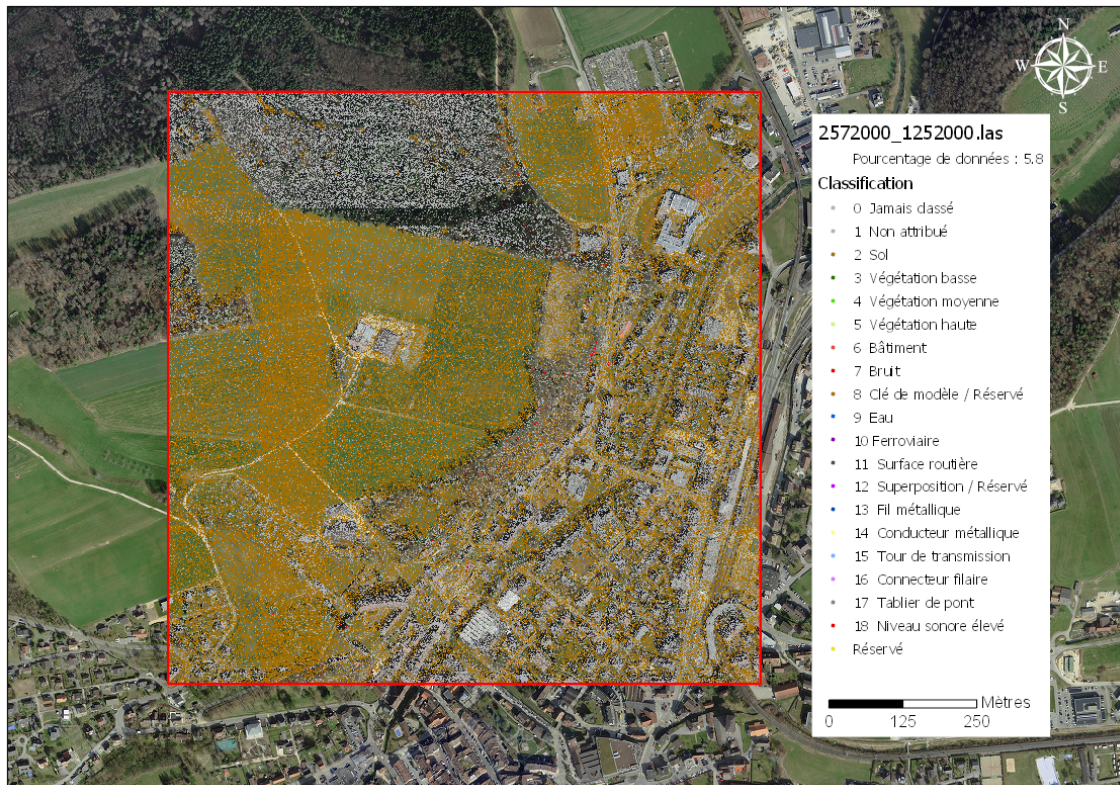 N
W E
S
2572000_1252000.las
Pourcentage de données : 5.8
Classification
0 Jamais classé
1 Non attribué
2 Sol
3 Végétation basse
4 Végétation moyenne
5 Végétation haute
6 Bâtiment
7 Bruit
8 Clé de modèle / Réservé
9 Eau
10 Ferroviaire
11 Surface routière
12 Superposition / Réservé
13 Fil métallique
14 Conducteur métallique
15 Tour de transmission
16 Connecteur filaire
17 Tablier de pont
18 Niveau sonore élevé
Réservé
Mètres
0 125 250